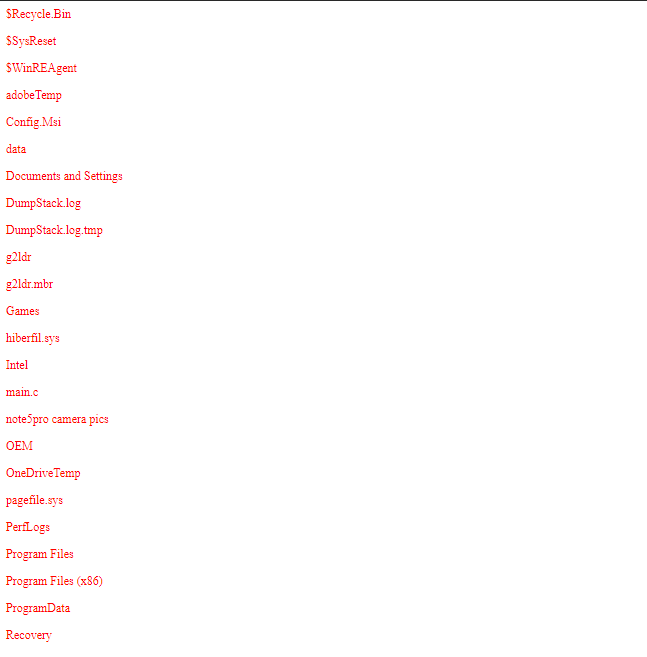 $Recycle.Bin
$SysReset
$WinREAgent
adobeTemp
Config.Msi
data
Documents and Settings
DumpStack.log
DumpStack.log.tmp
g2ldr
g2ldr.mbr
Games
hiberfil.sys
Intel
main.c
note5pro camera pics
OEM
OneDriveTemp
pagefile.sys
PerfLogs
Program Files
Program Files (x86)
ProgramData
Recovery